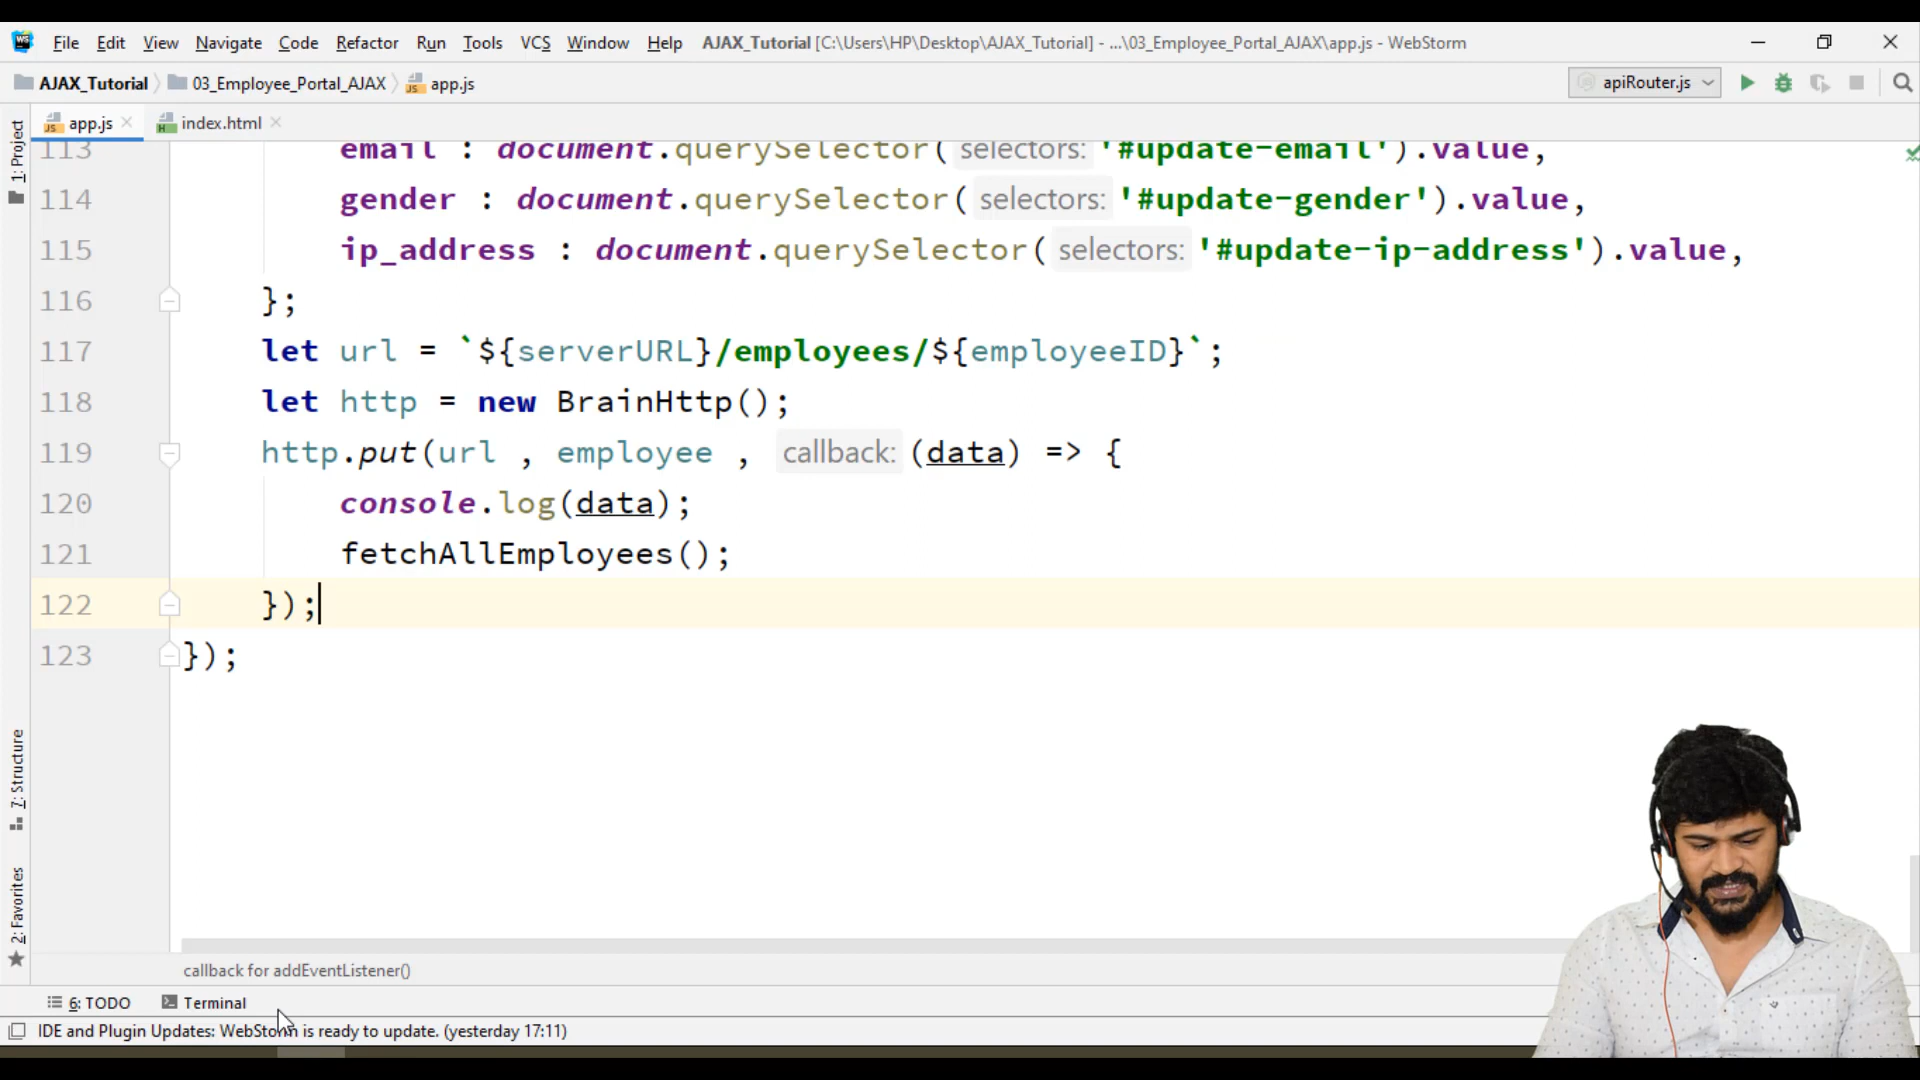 WS File Edit View Navigate Code Refactor Run Tools VCS Window Help AJAX_Tutorial [C:\Users\HP\Desktop\AJAX_Tutorial] - ...\03_Employee_Portal_AJAX\app.js - WebStorm
AJAX_Tutorial 03_Employee_Portal_AJAX JS app.js apiRouter.js
JS app.js H index.html
1: Project
113 email : document.querySelector( selectors: '#update-email').value,
114 gender : document.querySelector( selectors: '#update-gender').value,
115 ip_address : document.querySelector( selectors: '#update-ip-address').value,
116 };
117 let url = `${serverURL}/employees/${employeeID}`;
118 let http = new BrainHttp();
119 http.put(url , employee , callback: (data) => {
120 console.log(data);
121 fetchAllEmployees();
122 });
123 });
7: Structure
2: Favorites
callback for addEventListener()
6: TODO Terminal
IDE and Plugin Updates: WebStorm is ready to update. (yesterday 17:11)